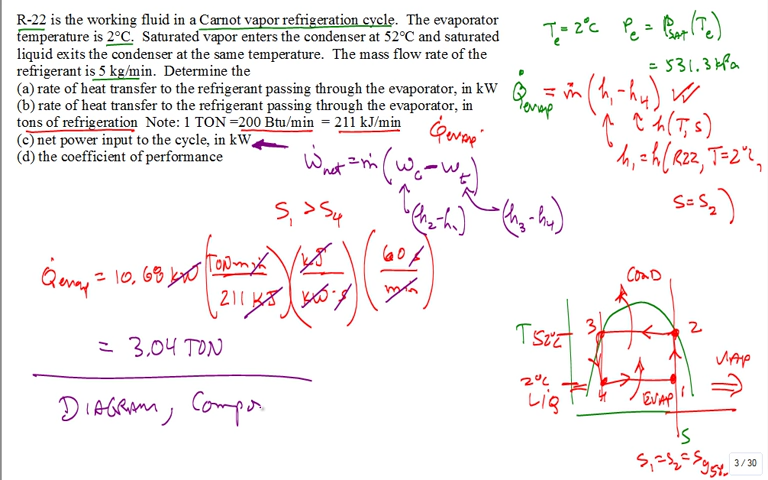 R-22 is the working fluid in a Carnot vapor refrigeration cycle. The evaporator
temperature is 2°C. Saturated vapor enters the condenser at 52°C and saturated
liquid exits the condenser at the same temperature. The mass flow rate of the
refrigerant is 5 kg/min. Determine the
(a) rate of heat transfer to the refrigerant passing through the evaporator, in kW
(b) rate of heat transfer to the refrigerant passing through the evaporator, in
tons of refrigeration Note: 1 TON =200 Btu/min = 211 kJ/min
(c) net power input to the cycle, in kW
(d) the coefficient of performance
Te = 2°C Pe = PSAT(Te)
= 531.3 kPa
Q̇evap = ṁ(h1-h4)
h(T,S)
h1 = h(R22, T=2°C,
S=S2)
Q̇evap
Ẇnet = ṁ(Wc - Wt)
(h2-h1) (h3-h4)
S1 > S4
Q̇evap = 10.68 kW (TON min / 211 kJ) (kJ / kW·s) (60 s / min)
= 3.04 TON
DIAGRAM, Compo
COND
T 52°C 3 2
2°C
LIQ 4 EVAP 1 VAP
S
S1=S2=Sg52
3 / 30